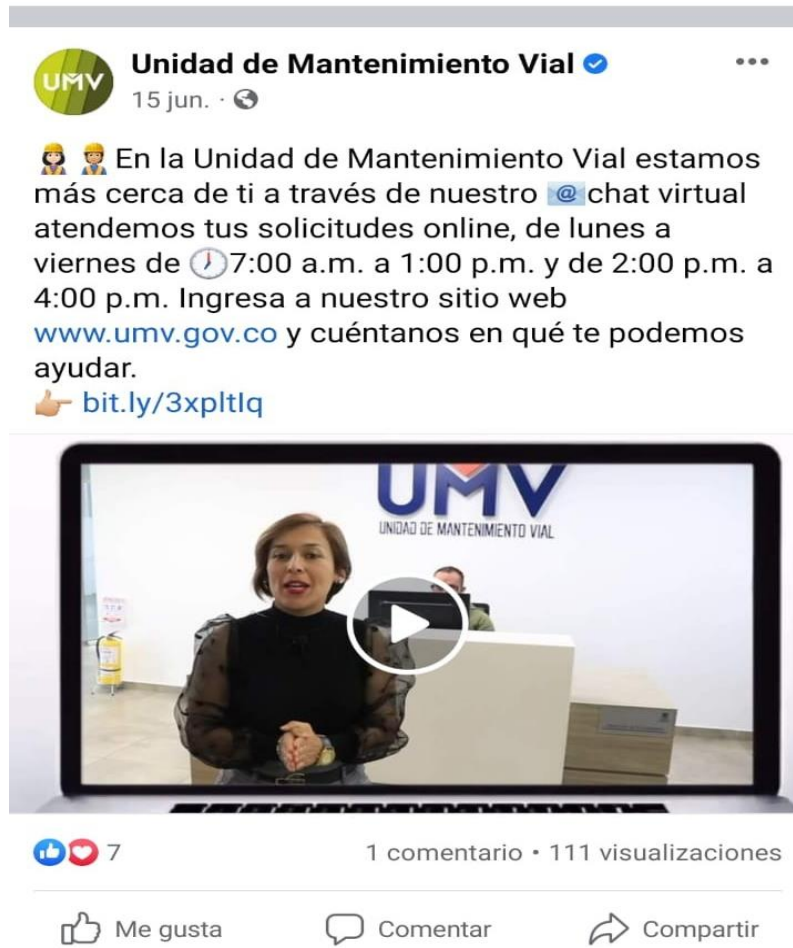 UMV
Unidad de Mantenimiento Vial
15 jun. ·
En la Unidad de Mantenimiento Vial estamos
más cerca de ti a través de nuestro @ chat virtual
atendemos tus solicitudes online, de lunes a
viernes de 7:00 a.m. a 1:00 p.m. y de 2:00 p.m. a
4:00 p.m. Ingresa a nuestro sitio web
www.umv.gov.co y cuéntanos en qué te podemos
ayudar.
bit.ly/3xpltIq
UMV
UNIDAD DE MANTENIMIENTO VIAL
7
1 comentario • 111 visualizaciones
Me gusta Comentar Compartir